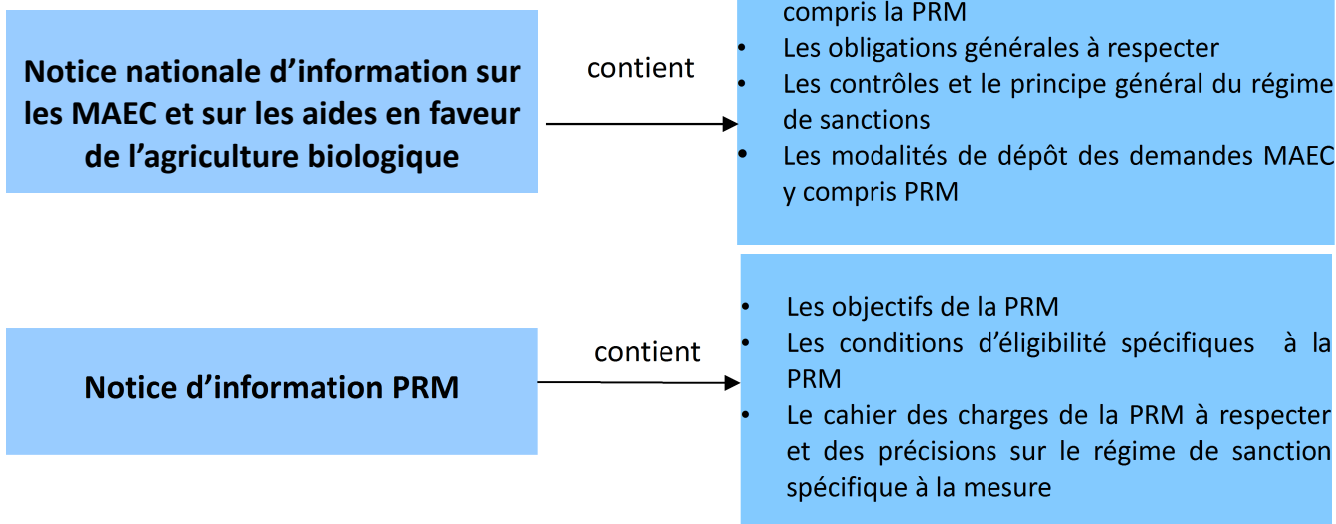 Notice nationale d’information sur
les MAEC et sur les aides en faveur
de l’agriculture biologique
contient
compris la PRM
• Les obligations générales à respecter
• Les contrôles et le principe général du régime
de sanctions
• Les modalités de dépôt des demandes MAEC
y compris PRM
Notice d’information PRM
contient
• Les objectifs de la PRM
• Les conditions d’éligibilité spécifiques à la
PRM
• Le cahier des charges de la PRM à respecter
et des précisions sur le régime de sanction
spécifique à la mesure